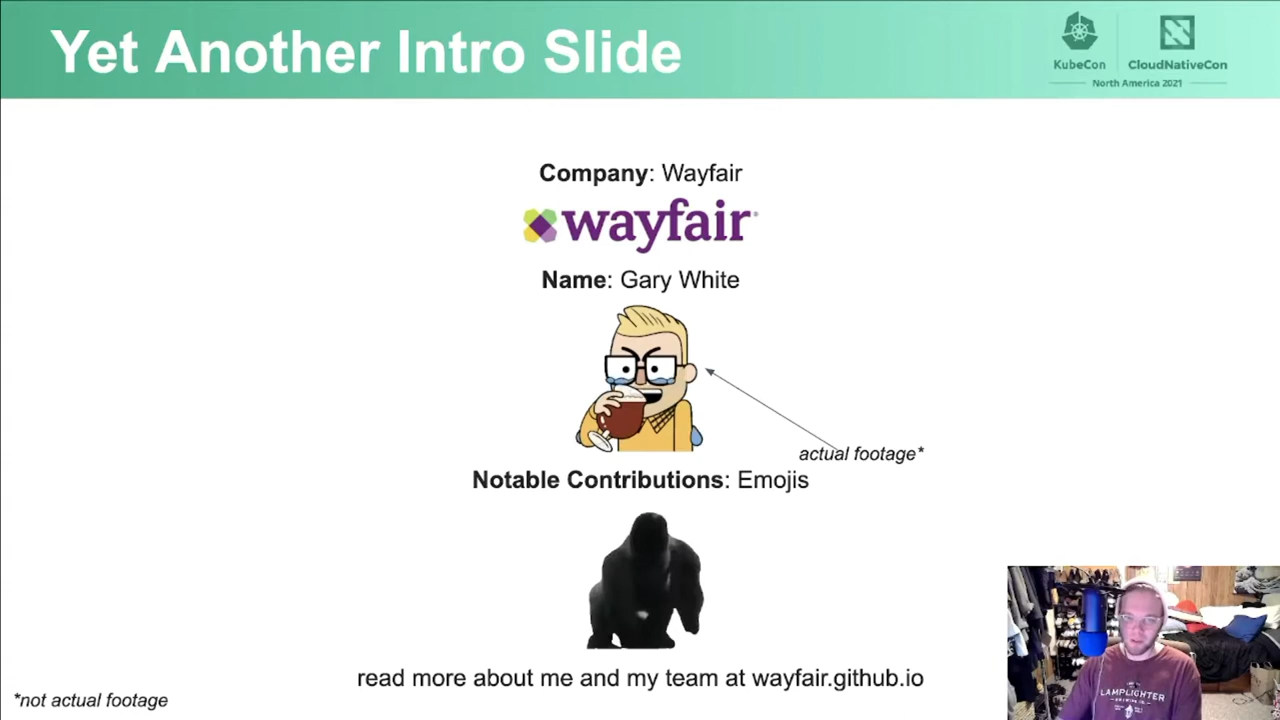 Yet Another Intro Slide
KubeCon
CloudNativeCon
North America 2021
Company: Wayfair
wayfair
Name: Gary White
actual footage*
Notable Contributions: Emojis
read more about me and my team at wayfair.github.io
*not actual footage
LAMPLIGHTER